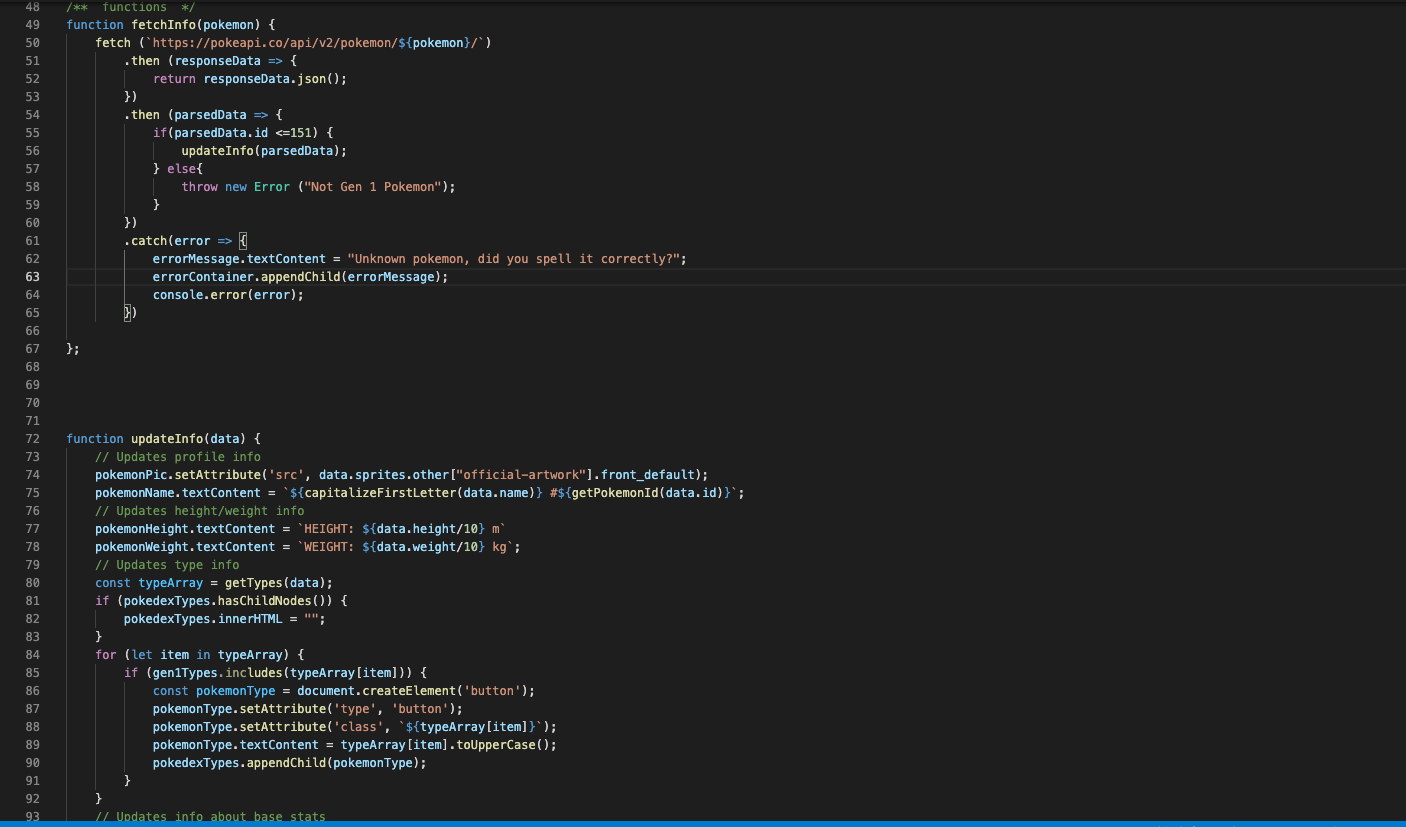 48 /** functions */
49 function fetchInfo(pokemon) {
50     fetch (`https://pokeapi.co/api/v2/pokemon/${pokemon}/`)
51         .then (responseData => {
52             return responseData.json();
53         })
54         .then (parsedData => {
55             if(parsedData.id <=151) {
56                 updateInfo(parsedData);
57             } else{
58                 throw new Error ("Not Gen 1 Pokemon");
59             }
60         })
61         .catch(error => {
62             errorMessage.textContent = "Unknown pokemon, did you spell it correctly?";
63             errorContainer.appendChild(errorMessage);
64             console.error(error);
65         })
66
67 };
68
69
70
71
72 function updateInfo(data) {
73     // Updates profile info
74     pokemonPic.setAttribute('src', data.sprites.other["official-artwork"].front_default);
75     pokemonName.textContent = `${capitalizeFirstLetter(data.name)} #${getPokemonId(data.id)}`;
76     // Updates height/weight info
77     pokemonHeight.textContent = `HEIGHT: ${data.height/10} m`
78     pokemonWeight.textContent = `WEIGHT: ${data.weight/10} kg`;
79     // Updates type info
80     const typeArray = getTypes(data);
81     if (pokedexTypes.hasChildNodes()) {
82         pokedexTypes.innerHTML = "";
83     }
84     for (let item in typeArray) {
85         if (gen1Types.includes(typeArray[item])) {
86             const pokemonType = document.createElement('button');
87             pokemonType.setAttribute('type', 'button');
88             pokemonType.setAttribute('class', `${typeArray[item]}`);
89             pokemonType.textContent = typeArray[item].toUpperCase();
90             pokedexTypes.appendChild(pokemonType);
91         }
92     }
93     // Updates info about base stats